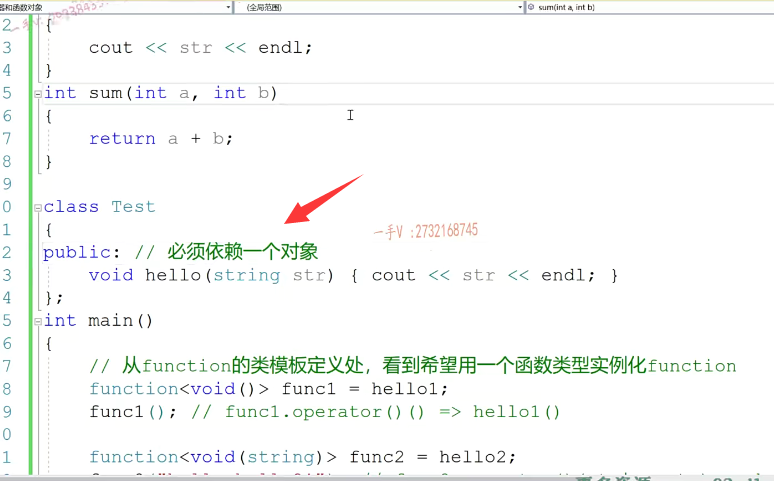 器和函数对象 (全局范围) sum(int a, int b)
2 {
3 cout << str << endl;
4 }
5 int sum(int a, int b)
6 {
7 return a + b;
8 }
9
0 class Test
1 {
一手V :2732168745
2 public: // 必须依赖一个对象
3 void hello(string str) { cout << str << endl; }
4 };
5 int main()
6 {
7 // 从function的类模板定义处，看到希望用一个函数类型实例化function
8 function<void()> func1 = hello1;
9 func1(); // func1.operator()() => hello1()
0
1 function<void(string)> func2 = hello2;